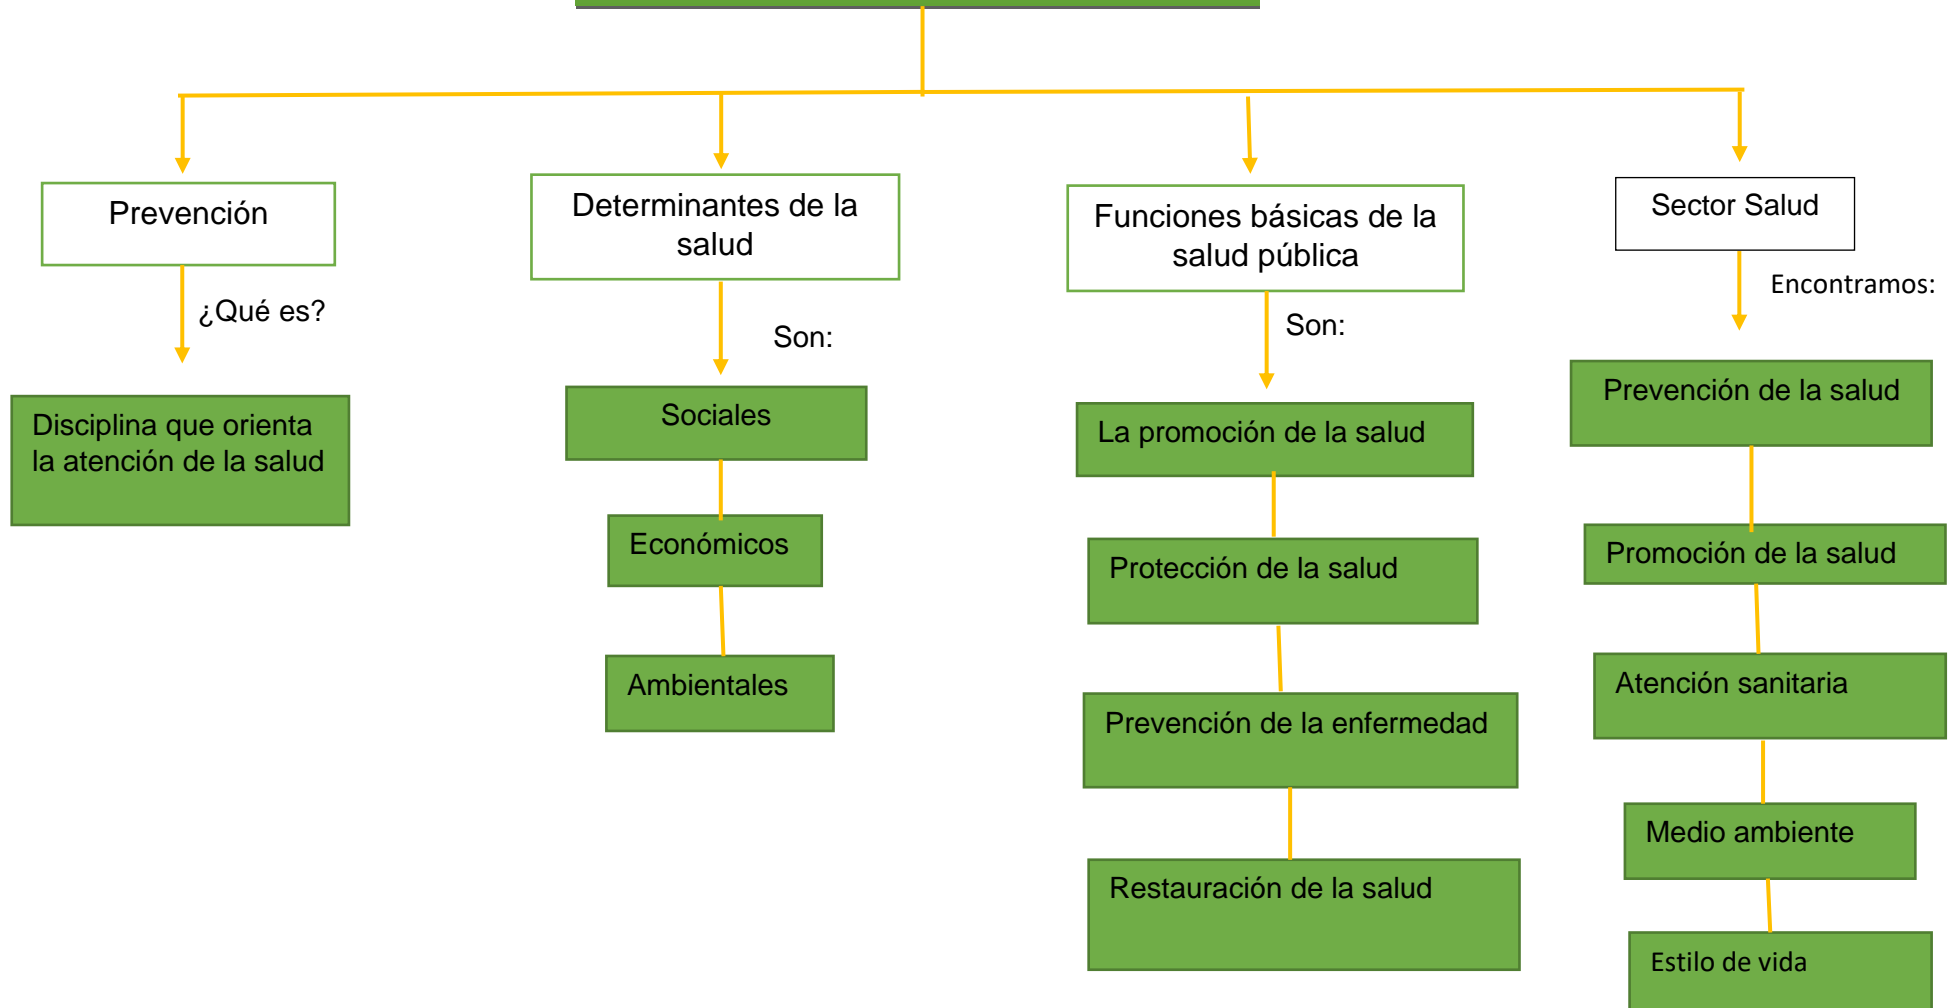 Prevención
¿Qué es?
Disciplina que orienta
la atención de la salud
Determinantes de la
salud
Son:
Sociales
Económicos
Ambientales
Funciones básicas de la
salud pública
Son:
La promoción de la salud
Protección de la salud
Prevención de la enfermedad
Restauración de la salud
Sector Salud
Encontramos:
Prevención de la salud
Promoción de la salud
Atención sanitaria
Medio ambiente
Estilo de vida